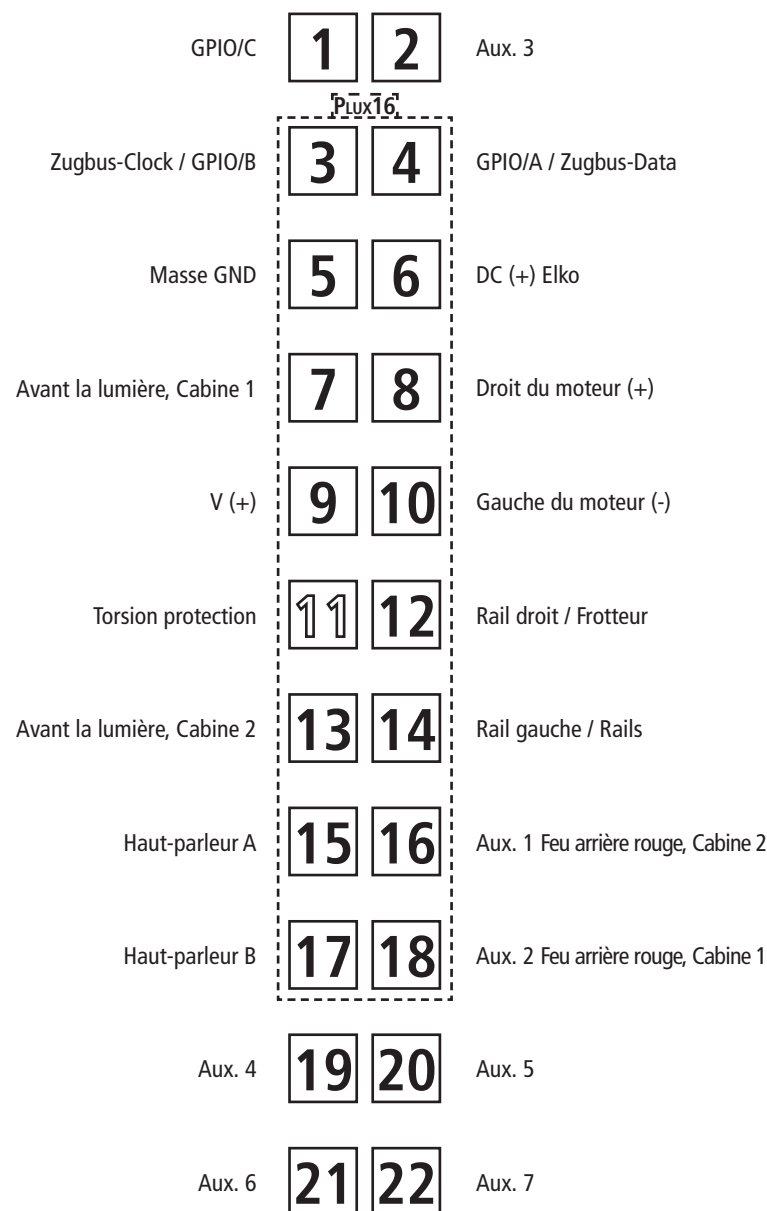 GPIO/C 1 2 Aux. 3
PLUX16
Zugbus-Clock / GPIO/B 3 4 GPIO/A / Zugbus-Data
Masse GND 5 6 DC (+) Elko
Avant la lumière, Cabine 1 7 8 Droit du moteur (+)
V (+) 9 10 Gauche du moteur (-)
Torsion protection 11 12 Rail droit / Frotteur
Avant la lumière, Cabine 2 13 14 Rail gauche / Rails
Haut-parleur A 15 16 Aux. 1 Feu arrière rouge, Cabine 2
Haut-parleur B 17 18 Aux. 2 Feu arrière rouge, Cabine 1
Aux. 4 19 20 Aux. 5
Aux. 6 21 22 Aux. 7